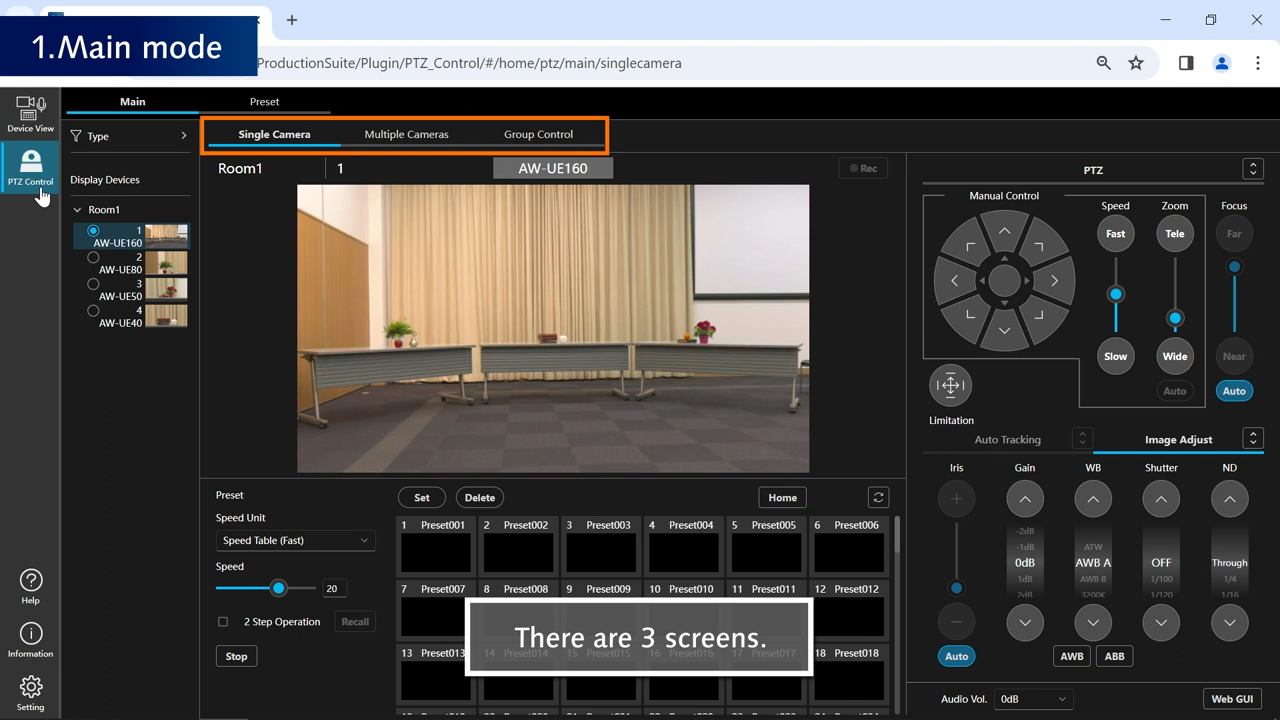 1.Main mode
ProductionSuite/Plugin/PTZ_Control/#/home/ptz/main/singlecamera
Device View
PTZ Control
Help
Information
Setting
Main
Preset
Type
Display Devices
Room1
1
AW-UE160
2
AW-UE80
3
AW-UE50
4
AW-UE40
Single Camera
Multiple Cameras
Group Control
Room1
1
AW-UE160
Rec
Preset
Speed Unit
Speed Table (Fast)
Speed
20
2 Step Operation
Recall
Stop
Set
Delete
Home
1 Preset001
2 Preset002
3 Preset003
4 Preset004
5 Preset005
6 Preset006
7 Preset007
8 Preset008
9 Preset009
10 Preset010
11 Preset011
12 Preset012
13 Preset013
14 Preset014
15 Preset015
16 Preset016
17 Preset017
18 Preset018
There are 3 screens.
PTZ
Manual Control
Speed
Zoom
Focus
Fast
Tele
Far
Slow
Wide
Near
Auto
Auto
Limitation
Auto Tracking
Image Adjust
Iris
Gain
WB
Shutter
ND
-2dB
-1dB
0dB
1dB
2dB
ATW
AWB A
AWB B
3200K
OFF
1/100
1/120
Through
1/4
1/16
Auto
AWB
ABB
Audio Vol.
0dB
Web GUI